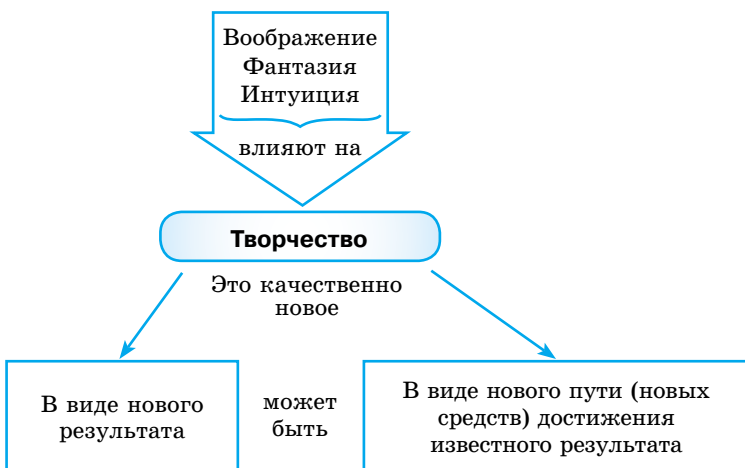 Воображение
Фантазия
Интуиция
влияют на
Творчество
Это качественно
новое
В виде нового
результата
может
быть
В виде нового пути (новых
средств) достижения
известного результата